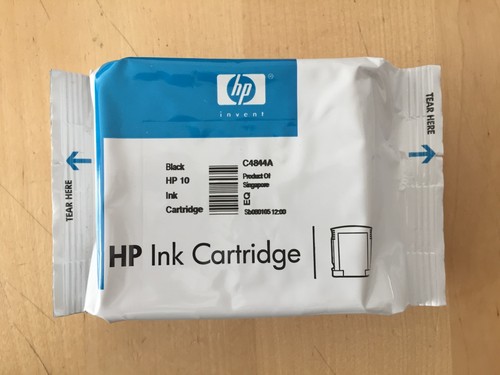 hp
invent
Black
HP 10
Ink
Cartridge
C4844A
Product Of
Singapore
EQ
HP Ink Cartridge
TEAR HERE
TEAR HERE